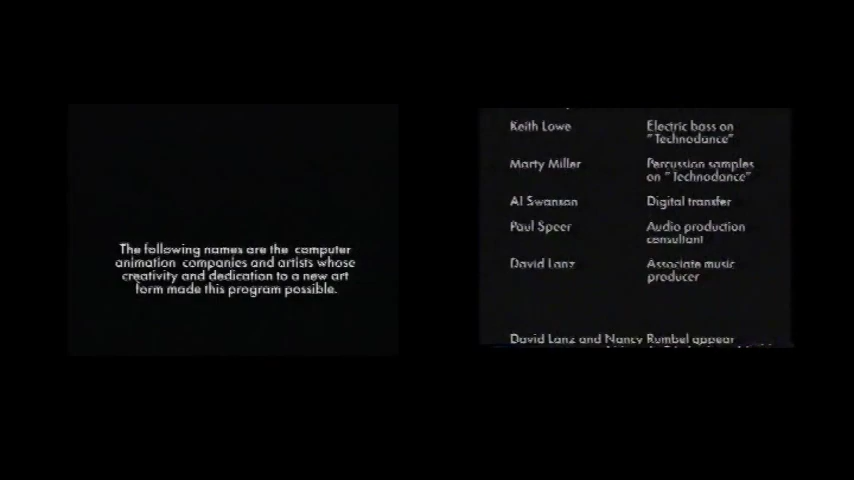 The following names are the computer
animation companies and artists whose
creativity and dedication to a new art
form made this program possible.
Keith Lowe Electric bass on
"Technodance"
Marty Miller Percussion samples
on "Technodance"
Al Swanson Digital transfer
Paul Speer Audio production
consultant
David Lanz Associate music
producer
David Lanz and Nancy Rumbel appear